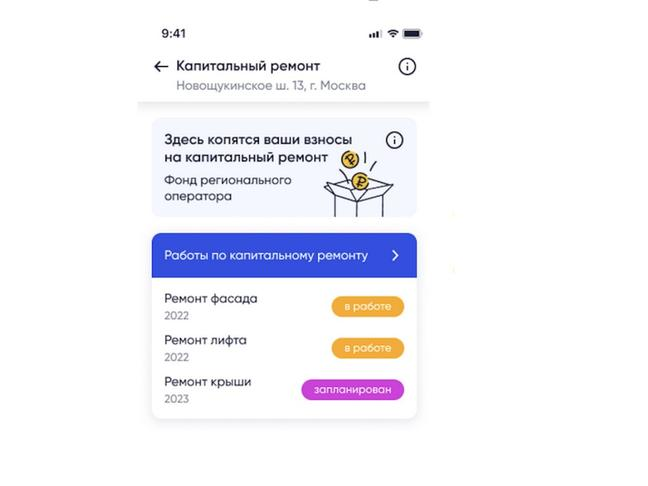 9:41
Капитальный ремонт
Новощукинское ш. 13, г. Москва
Здесь копятся ваши взносы
на капитальный ремонт
Фонд регионального
оператора
Работы по капитальному ремонту
Ремонт фасада
в работе
2022
Ремонт лифта
в работе
2022
Ремонт крыши
запланирован
2023